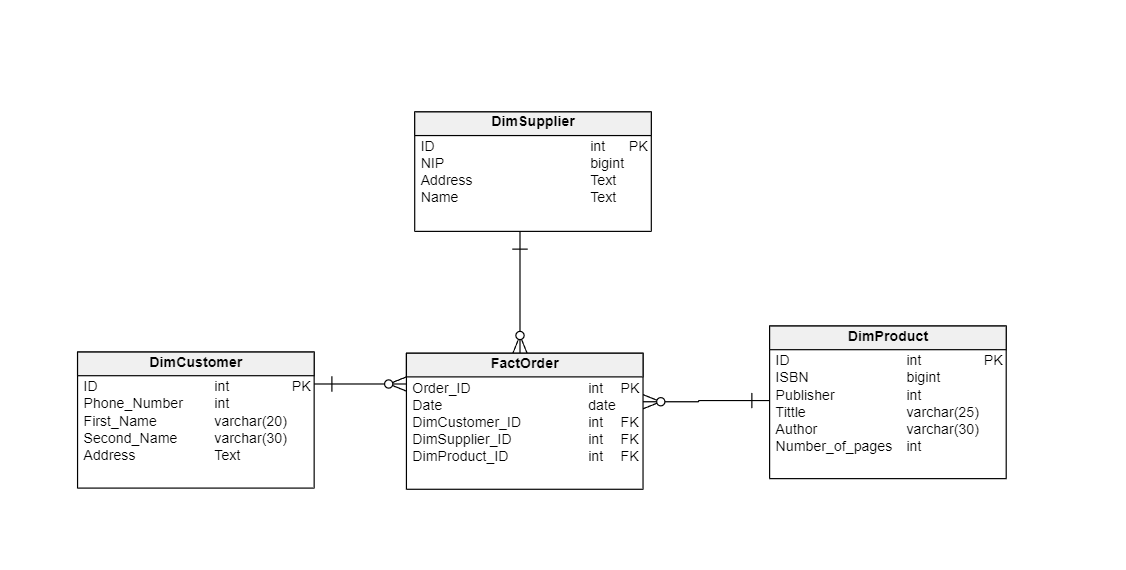 DimSupplier
ID int PK
NIP bigint
Address Text
Name Text
DimCustomer
ID int PK
Phone_Number int
First_Name varchar(20)
Second_Name varchar(30)
Address Text
FactOrder
Order_ID int PK
Date date
DimCustomer_ID int FK
DimSupplier_ID int FK
DimProduct_ID int FK
DimProduct
ID int PK
ISBN bigint
Publisher int
Tittle varchar(25)
Author varchar(30)
Number_of_pages int